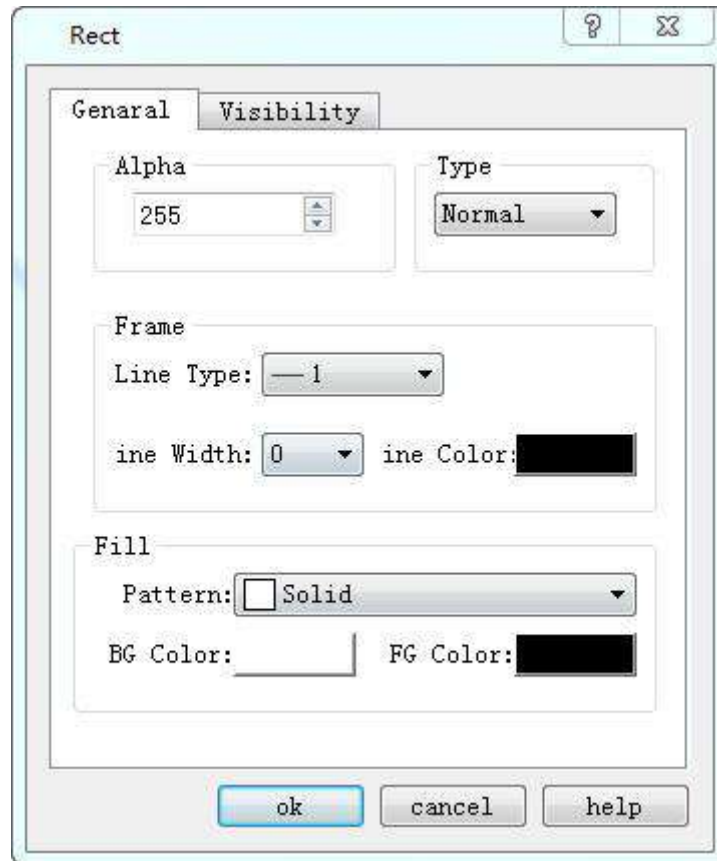 Rect
Genaral Visibility
Alpha Type
255 Normal
Frame
Line Type: 1
ine Width: 0 ine Color:
Fill
Pattern: Solid
BG Color: FG Color:
ok cancel help